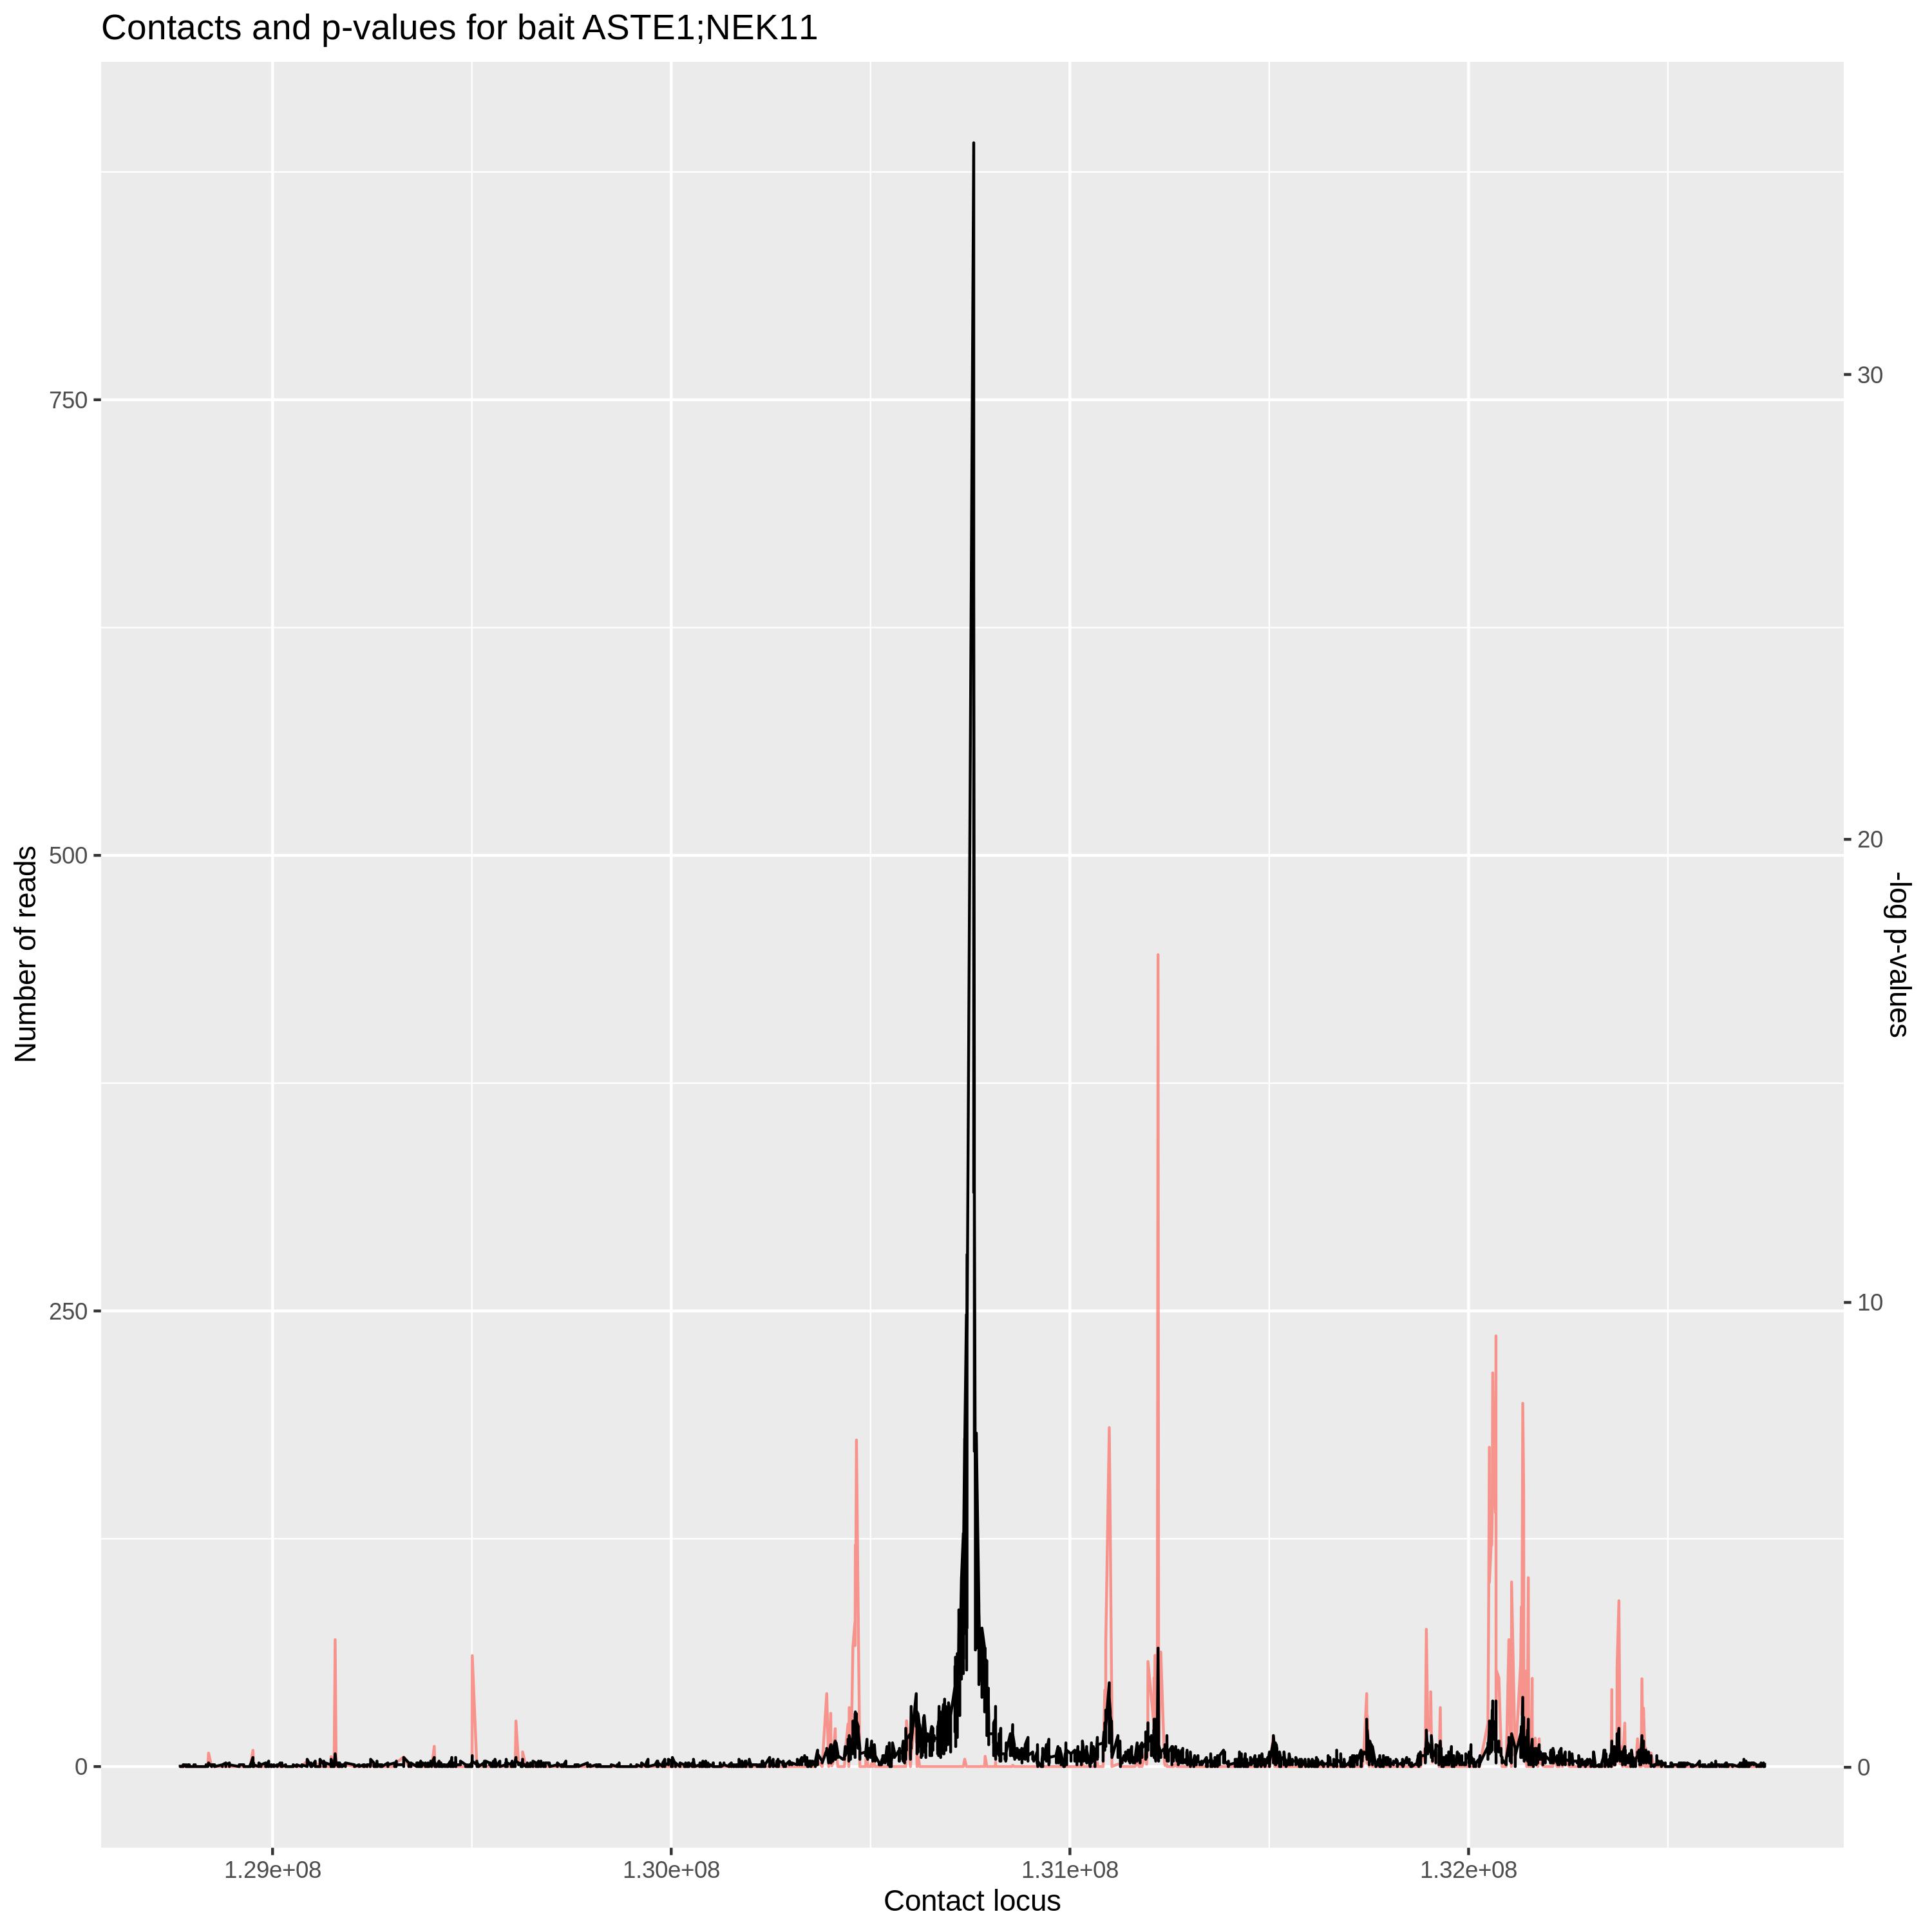 Contacts and p-values for bait ASTE1;NEK11
Number of reads
750
500
250
0
30
20
10
0
-log p-values
1.29e+08
1.30e+08
1.31e+08
1.32e+08
Contact locus